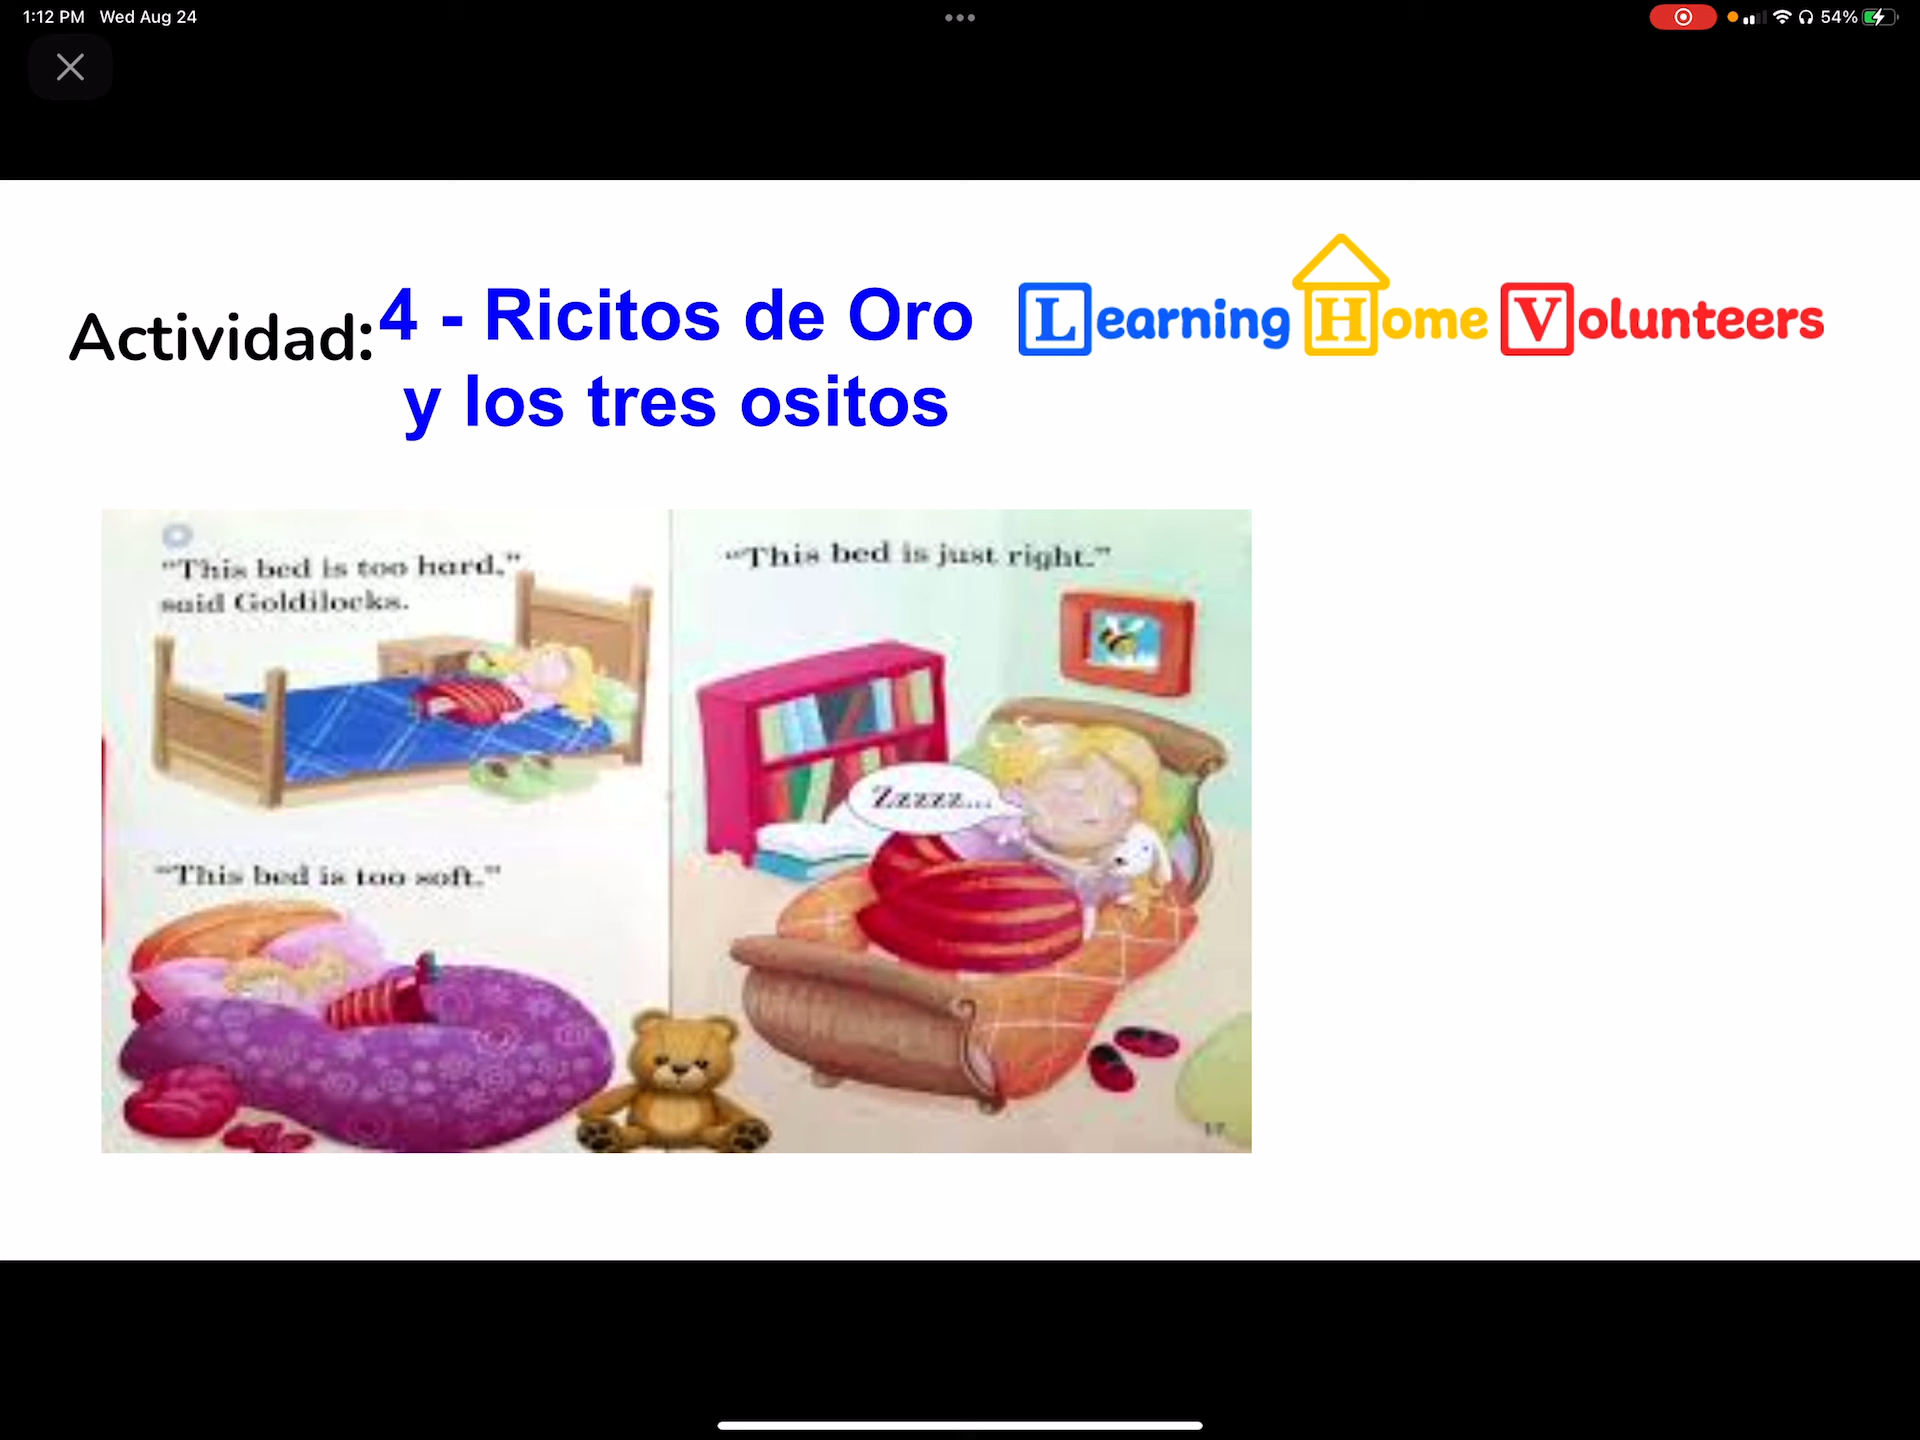 1:12 PM Wed Aug 24
54%
Actividad: 4 - Ricitos de Oro
y los tres ositos
Learning Home Volunteers
"This bed is too hard,"
said Goldilocks.
"This bed is too soft."
"This bed is just right."
Zzzzz...
17